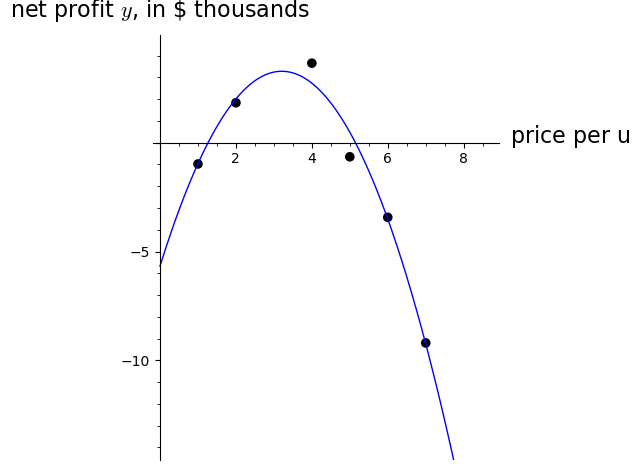 net profit y, in $ thousands
price per u
2 4 6 8
−5
−10